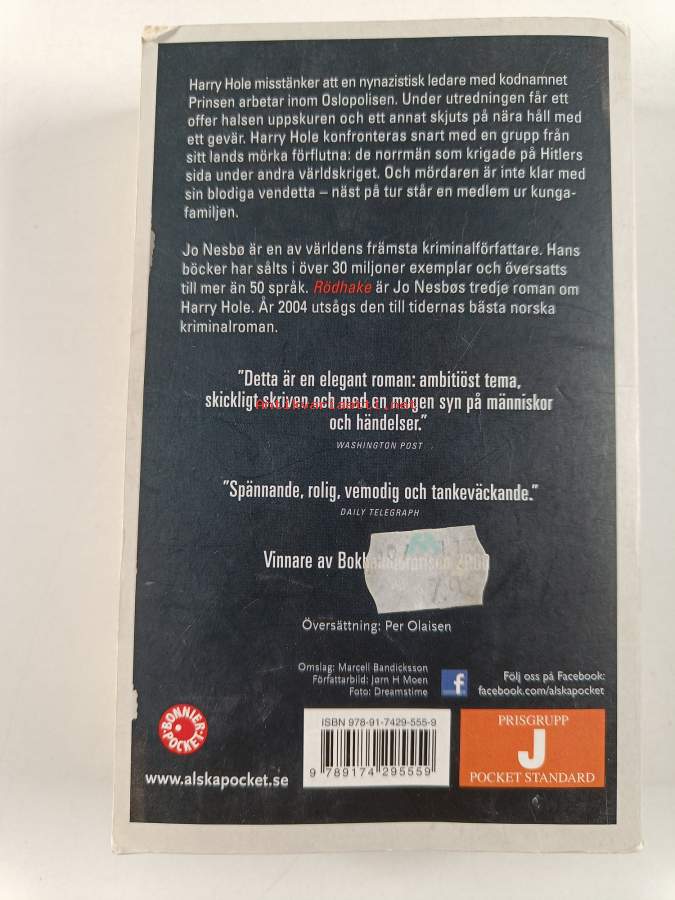 Harry Hole misstänker att en nynazistisk ledare med kodnamnet
Prinsen arbetar inom Oslopolisen. Under utredningen får ett
offer halsen uppskuren och ett annat skjuts på nära håll med
ett gevär. Harry Hole konfronteras snart med en grupp från
sitt lands mörka förflutna: de norrmän som krigade på Hitlers
sida under andra världskriget. Och mördaren är inte klar med
sin blodiga vendetta – näst på tur står en medlem ur kunga-
familjen.
Jo Nesbø är en av världens främsta kriminalförfattare. Hans
böcker har sålts i över 30 miljoner exemplar och översatts
till mer än 50 språk. Rödhake är Jo Nesbøs tredje roman om
Harry Hole. År 2004 utsågs den till tidernas bästa norska
kriminalroman.
"Detta är en elegant roman: ambitiöst tema,
skickligt skriven och med en mogen syn på människor
och händelser."
WASHINGTON POST
"Spännande, rolig, vemodig och tankeväckande."
DAILY TELEGRAPH
Vinnare av
Översättning: Per Olaisen
Omslag: Marcell Bandicksson
Författarbild: Jørn H Moen
Foto: Dreamstime
Följ oss på Facebook:
facebook.com/alskapocket
BONNIER POCKET
www.alskapocket.se
ISBN 978-91-7429-555-9
9 789174 295559
PRISGRUPP
J
POCKET STANDARD